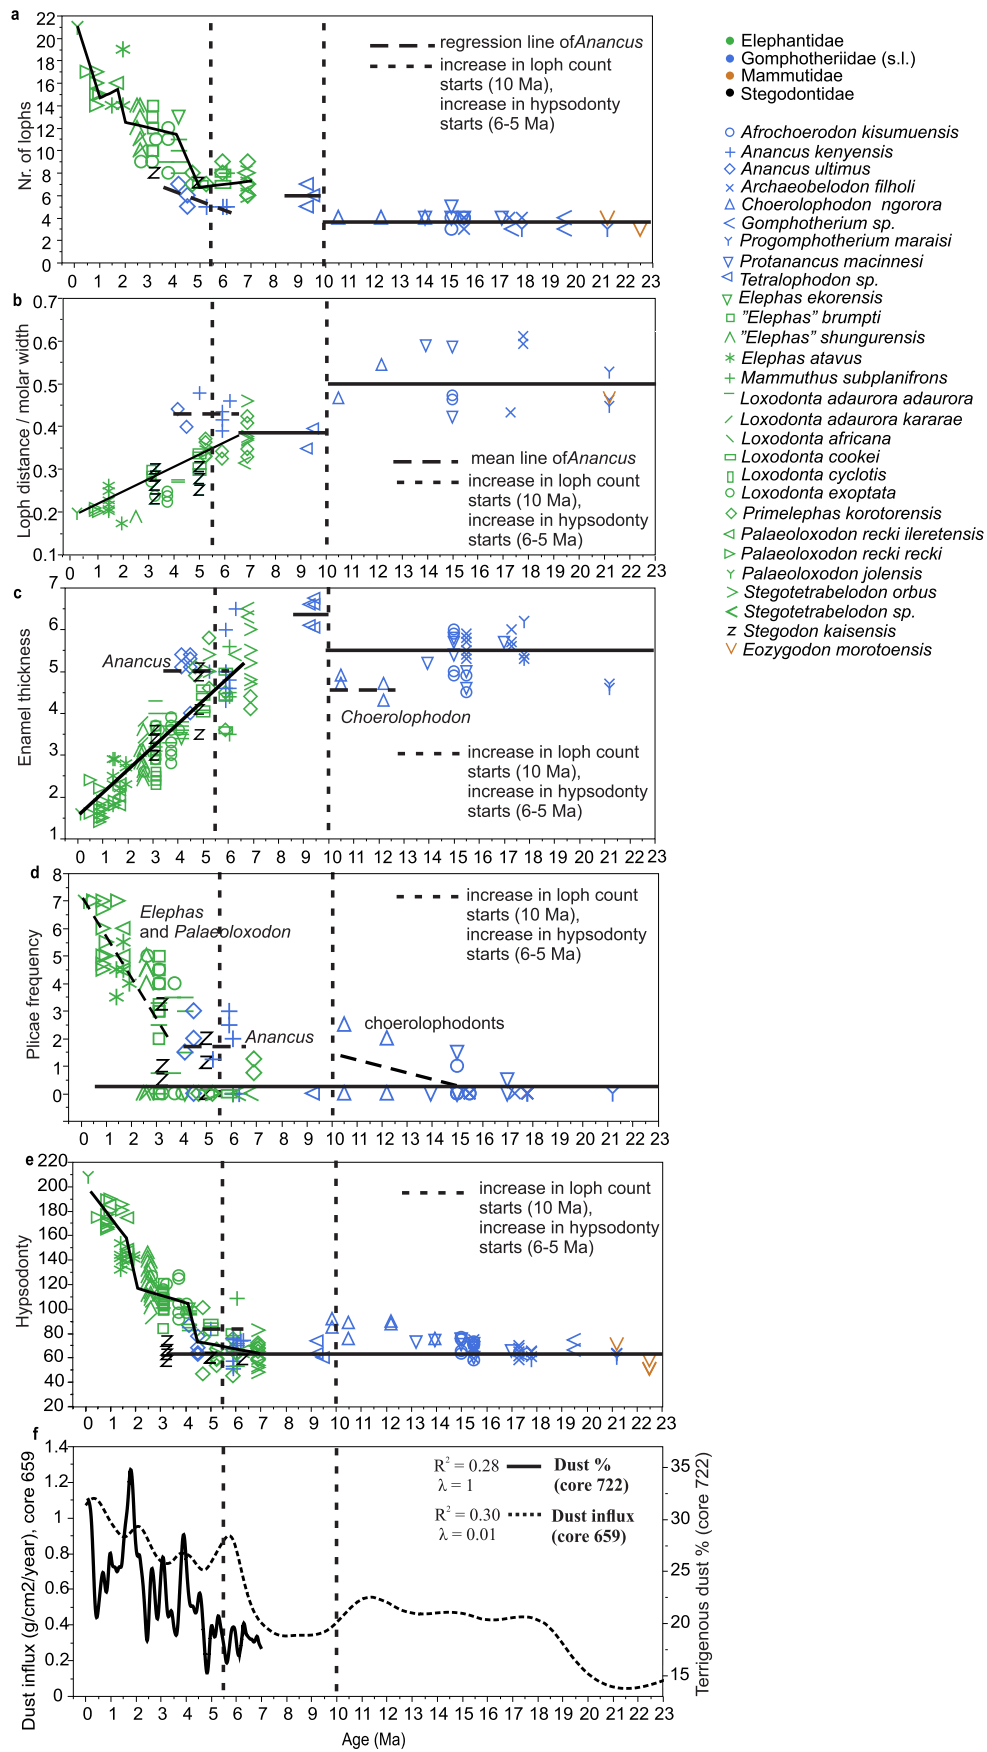 a
22
20
18
16
14
12
10
8
6
4
2
0
Nr. of lophs
regression line of Anancus
increase in loph count
starts (10 Ma),
increase in hypsodonty
starts (6-5 Ma)
0 1 2 3 4 5 6 7 8 9 10 11 12 13 14 15 16 17 18 19 20 21 22 23
Elephantidae
Gomphotheriidae (s.l.)
Mammutidae
Stegodontidae
Afrochoerodon kisumuensis
Anancus kenyensis
Anancus ultimus
Archaeobelodon filholi
Choerolophodon ngorora
Gomphotherium sp.
Progomphotherium maraisi
Protanancus macinnesi
Tetralophodon sp.
Elephas ekorensis
"Elephas" brumpti
"Elephas" shungurensis
Elephas atavus
Mammuthus subplanifrons
Loxodonta adaurora adaurora
Loxodonta adaurora kararae
Loxodonta africana
Loxodonta cookei
Loxodonta cyclotis
Loxodonta exoptata
Primelephas korotorensis
Palaeoloxodon recki ileretensis
Palaeoloxodon recki recki
Palaeoloxodon jolensis
Stegotetrabelodon orbus
Stegotetrabelodon sp.
Stegodon kaisensis
Eozygodon morotoensis
b
0.7
0.6
0.5
0.4
0.3
0.2
0.1
Loph distance / molar width
mean line of Anancus
increase in loph count
starts (10 Ma),
increase in hypsodonty
starts (6-5 Ma)
0 1 2 3 4 5 6 7 8 9 10 11 12 13 14 15 16 17 18 19 20 21 22 23
c
7
6
5
4
3
2
1
Enamel thickness
Anancus
Choerolophodon
increase in loph count
starts (10 Ma),
increase in hypsodonty
starts (6-5 Ma)
0 1 2 3 4 5 6 7 8 9 10 11 12 13 14 15 16 17 18 19 20 21 22 23
d
8
7
6
5
4
3
2
1
0
Plicae frequency
Elephas
and Palaeoloxodon
Anancus
choerolophodonts
increase in loph count
starts (10 Ma),
increase in hypsodonty
starts (6-5 Ma)
0 1 2 3 4 5 6 7 8 9 10 11 12 13 14 15 16 17 18 19 20 21 22 23
e
220
200
180
160
140
120
100
80
60
40
20
Hypsodonty
increase in loph count
starts (10 Ma),
increase in hypsodonty
starts (6-5 Ma)
0 1 2 3 4 5 6 7 8 9 10 11 12 13 14 15 16 17 18 19 20 21 22 23
f
1.4
1.2
1
0.8
0.6
0.4
0.2
0
Dust influx (g/cm2/year), core 659
R² = 0.28
λ = 1
Dust %
(core 722)
R² = 0.30
λ = 0.01
Dust influx
(core 659)
35
30
25
20
15
Terrigenous dust % (core 722)
0 1 2 3 4 5 6 7 8 9 10 11 12 13 14 15 16 17 18 19 20 21 22 23
Age (Ma)